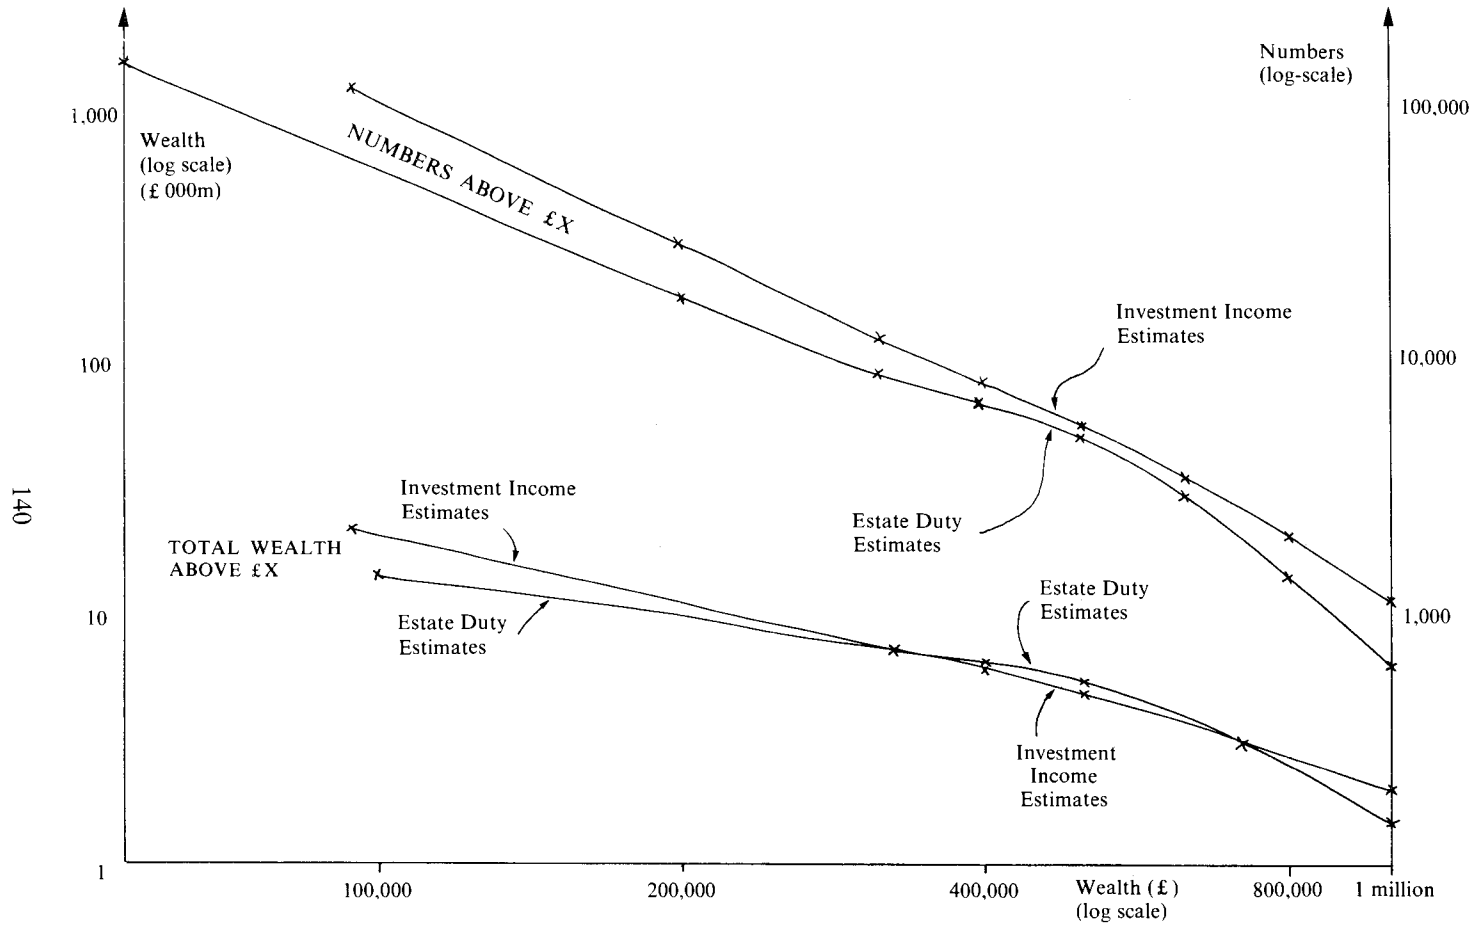 Numbers
(log-scale)
1,000
100,000
Wealth
(log scale)
(£ 000m)
NUMBERS ABOVE £X
Investment Income
Estimates
100
10,000
140
Investment Income
Estimates
Estate Duty
Estimates
TOTAL WEALTH
ABOVE £X
Estate Duty
Estimates
Estate Duty
Estimates
10
1,000
Investment
Income
Estimates
1
100,000
200,000
400,000
Wealth (£)
(log scale)
800,000
1 million